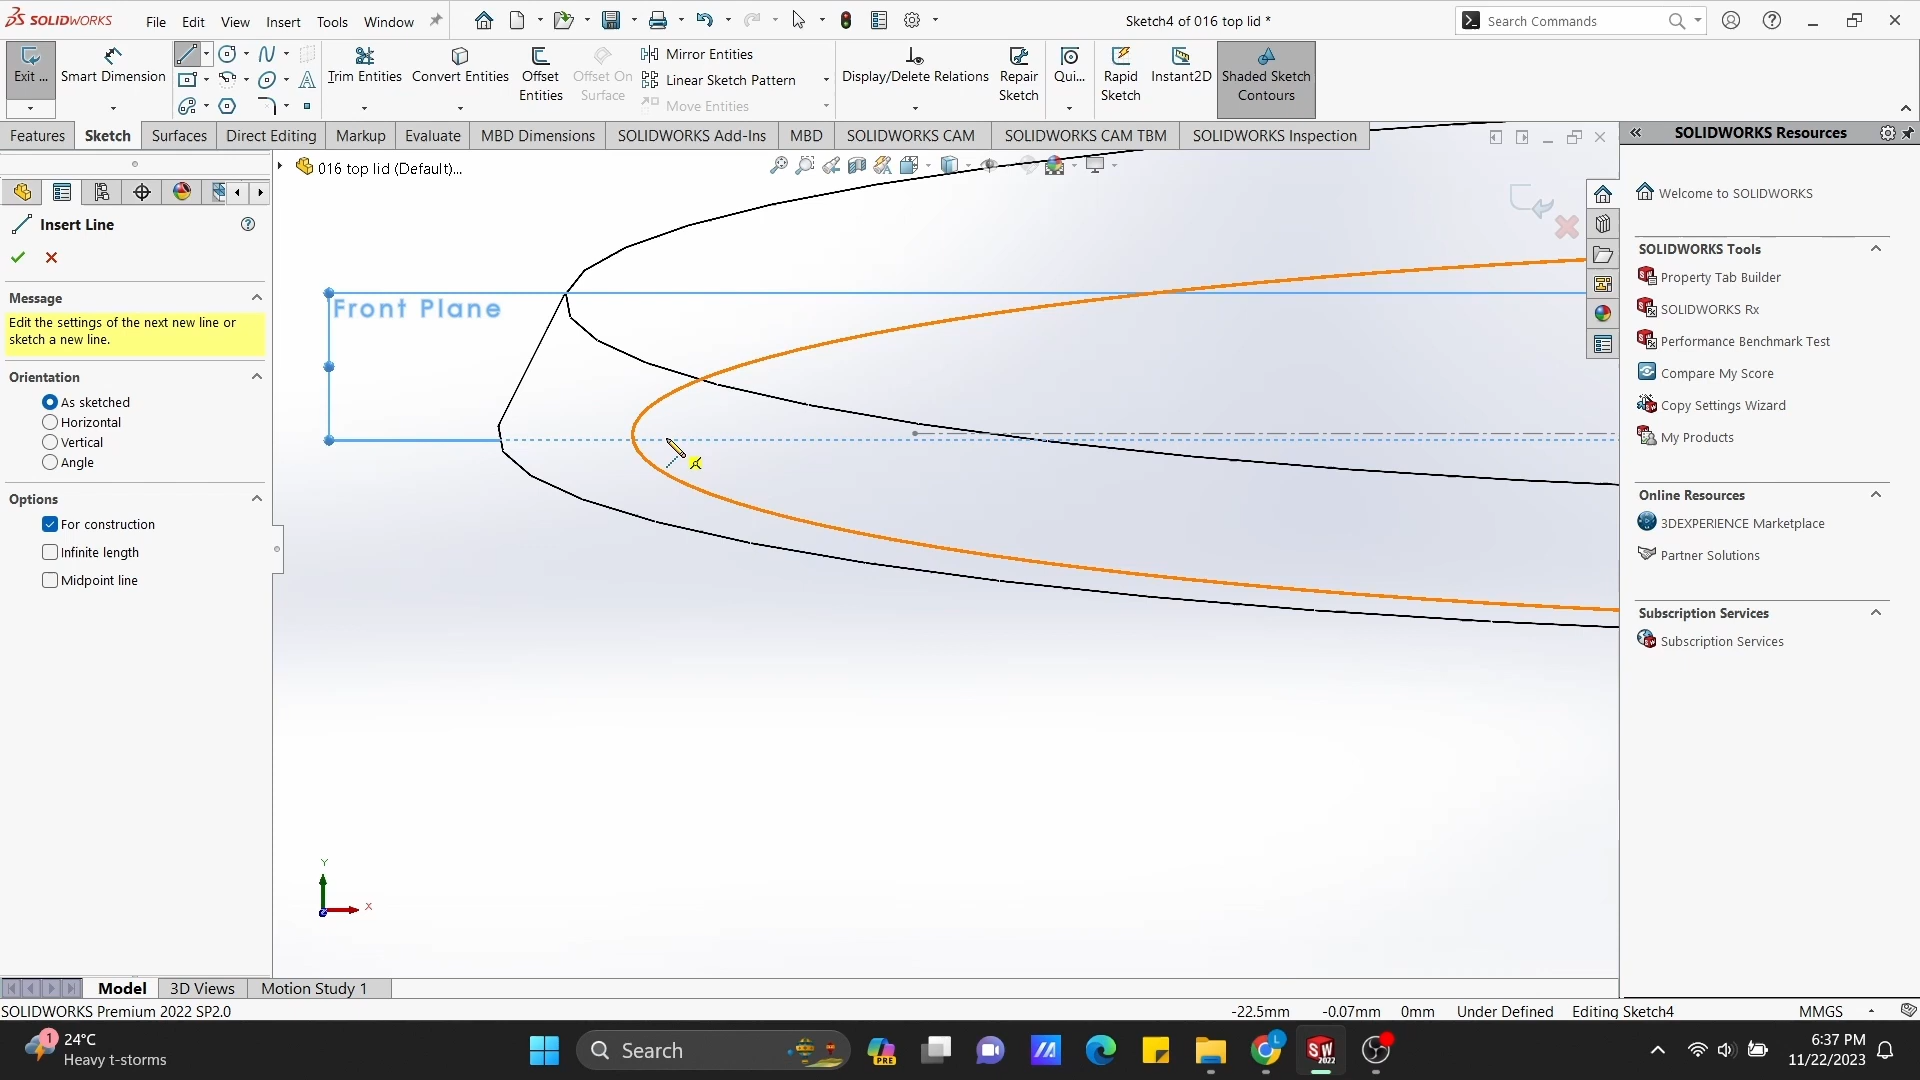 SOLIDWORKS
File Edit View Insert Tools Window
Sketch4 of 016 top lid *
Search Commands
Exit ...
Smart Dimension
Trim Entities
Convert Entities
Offset Entities
Offset On Surface
Mirror Entities
Linear Sketch Pattern
Move Entities
Display/Delete Relations
Repair Sketch
Qui...
Rapid Sketch
Instant2D
Shaded Sketch Contours
Features Sketch Surfaces Direct Editing Markup Evaluate MBD Dimensions SOLIDWORKS Add-Ins MBD SOLIDWORKS CAM SOLIDWORKS CAM TBM SOLIDWORKS Inspection
SOLIDWORKS Resources
016 top lid (Default)...
Insert Line
Message
Edit the settings of the next new line or
sketch a new line.
Orientation
As sketched
Horizontal
Vertical
Angle
Options
For construction
Infinite length
Midpoint line
Front Plane
Y
X
Welcome to SOLIDWORKS
SOLIDWORKS Tools
Property Tab Builder
SOLIDWORKS Rx
Performance Benchmark Test
Compare My Score
Copy Settings Wizard
My Products
Online Resources
3DEXPERIENCE Marketplace
Partner Solutions
Subscription Services
Subscription Services
Model 3D Views Motion Study 1
SOLIDWORKS Premium 2022 SP2.0
-22.5mm -0.07mm 0mm Under Defined Editing Sketch4 MMGS
1
24°C
Heavy t-storms
Search
PRE
L
SW
2022
6:37 PM
11/22/2023